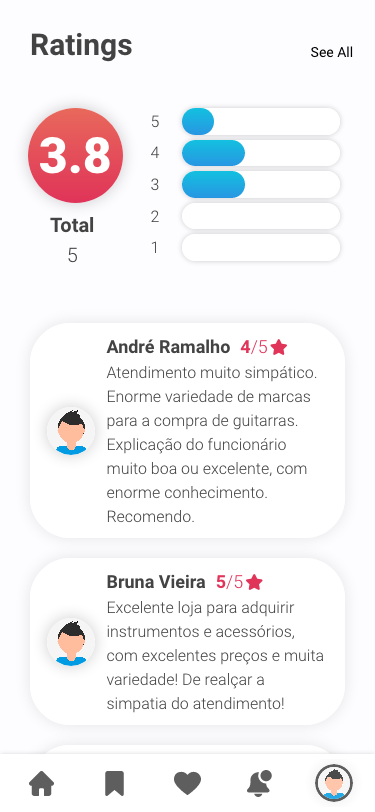 Ratings
See All
3.8
Total
5
5
4
3
2
1
André Ramalho 4/5
Atendimento muito simpático.
Enorme variedade de marcas
para a compra de guitarras.
Explicação do funcionário
muito boa ou excelente, com
enorme conhecimento.
Recomendo.
Bruna Vieira 5/5
Excelente loja para adquirir
instrumentos e acessórios,
com excelentes preços e muita
variedade! De realçar a
simpatia do atendimento!